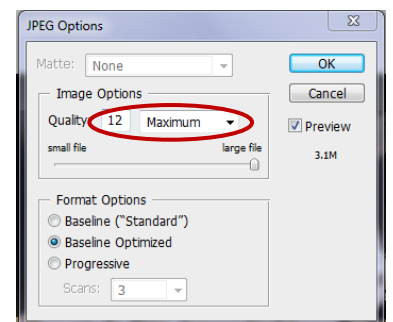 JPEG Options
Matte: None
OK
Image Options
Cancel
Quality: 12 Maximum
Preview
small file large file
3.1M
Format Options
Baseline ("Standard")
Baseline Optimized
Progressive
Scans: 3